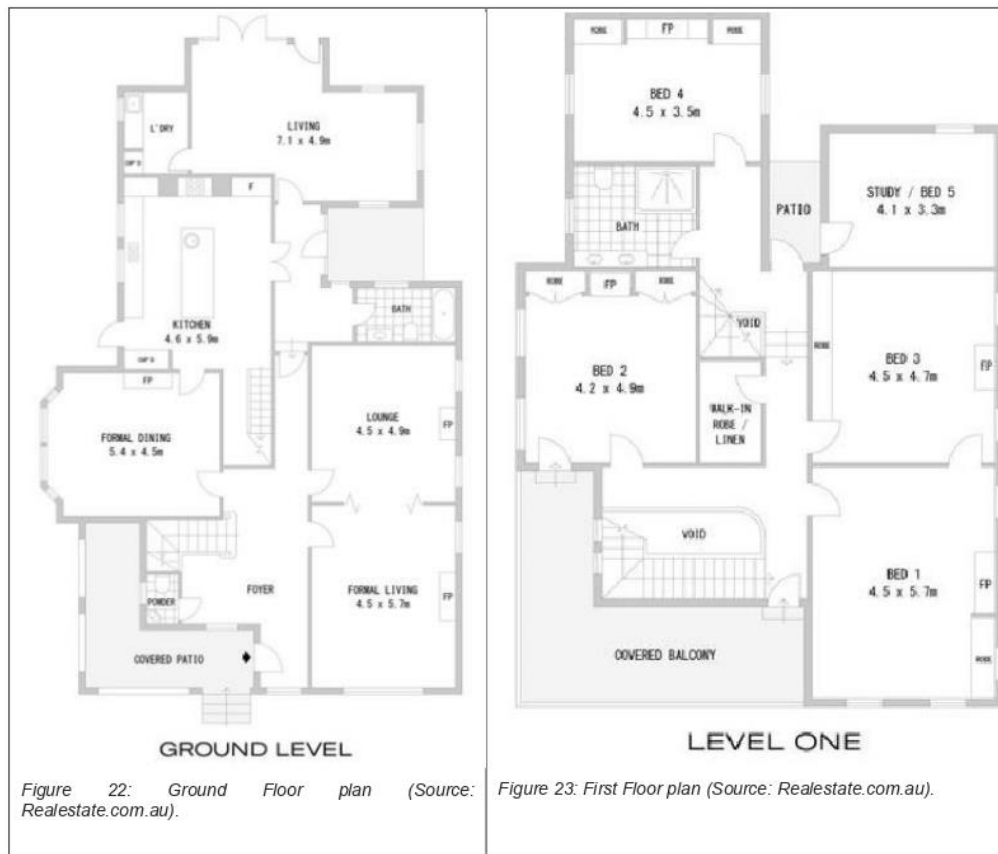 L'DRY
LIVING
7.1 x 4.9m
CMP'D
F
KITCHEN
4.6 x 5.9m
CMP'D
BATH
FP
FORMAL DINING
5.4 x 4.5m
LOUNGE
4.5 x 4.9m
FP
POWDER
FOYER
FORMAL LIVING
4.5 x 5.7m
FP
COVERED PATIO
GROUND LEVEL
Figure 22: Ground Floor plan (Source:
Realestate.com.au).
ROBE
FP
ROBE
BED 4
4.5 x 3.5m
BATH
PATIO
STUDY / BED 5
4.1 x 3.3m
ROBE
FP
ROBE
VOID
BED 2
4.2 x 4.9m
WALK-IN
ROBE /
LINEN
ROBE
BED 3
4.5 x 4.7m
FP
VOID
BED 1
4.5 x 5.7m
FP
ROBE
COVERED BALCONY
LEVEL ONE
Figure 23: First Floor plan (Source: Realestate.com.au).